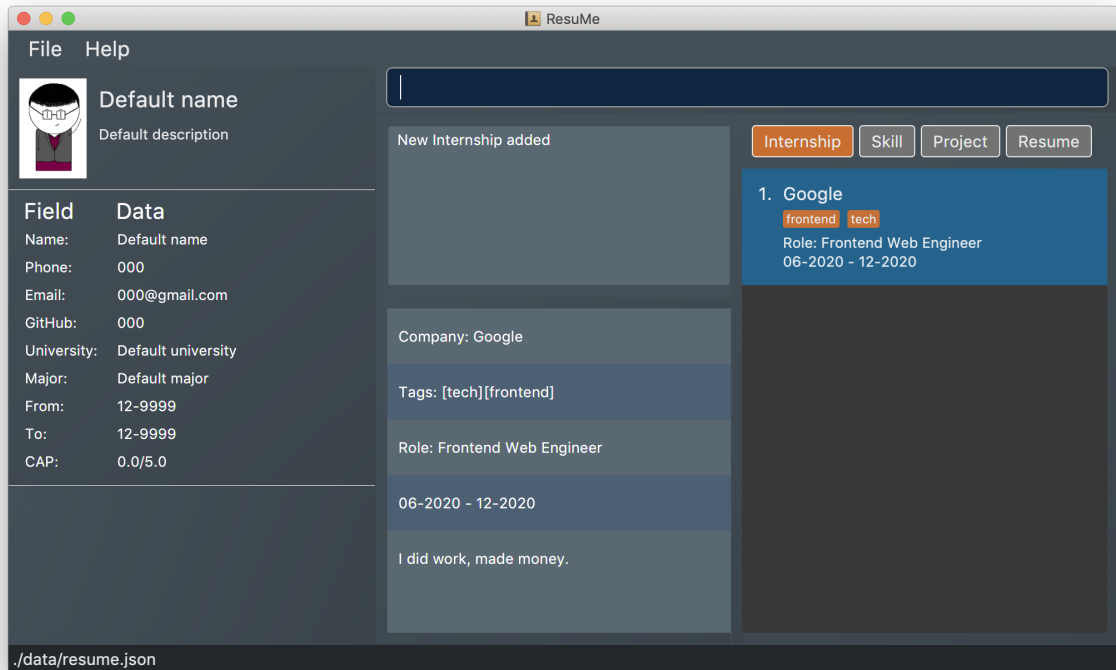 ResuMe
File Help
Default name
Default description
Field Data
Name: Default name
Phone: 000
Email: 000@gmail.com
GitHub: 000
University: Default university
Major: Default major
From: 12-9999
To: 12-9999
CAP: 0.0/5.0
New Internship added
Company: Google
Tags: [tech][frontend]
Role: Frontend Web Engineer
06-2020 - 12-2020
I did work, made money.
Internship Skill Project Resume
1. Google
frontend tech
Role: Frontend Web Engineer
06-2020 - 12-2020
./data/resume.json